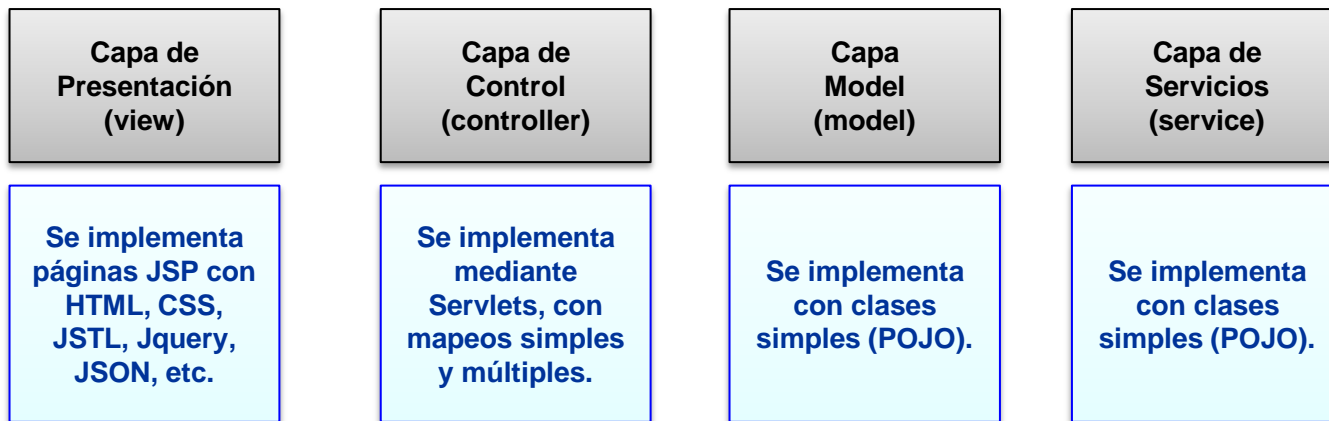 Capa de
Presentación
(view)
Capa de
Control
(controller)
Capa
Model
(model)
Capa de
Servicios
(service)
Se implementa
páginas JSP con
HTML, CSS,
JSTL, Jquery,
JSON, etc.
Se implementa
mediante
Servlets, con
mapeos simples
y múltiples.
Se implementa
con clases
simples (POJO).
Se implementa
con clases
simples (POJO).